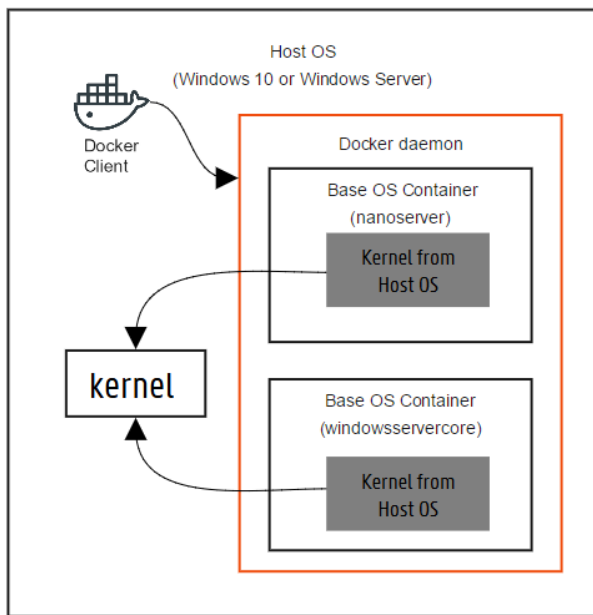 Host OS
(Windows 10 or Windows Server)
Docker
Client
Docker daemon
Base OS Container
(nanoserver)
Kernel from
Host OS
kernel
Base OS Container
(windowsservercore)
Kernel from
Host OS